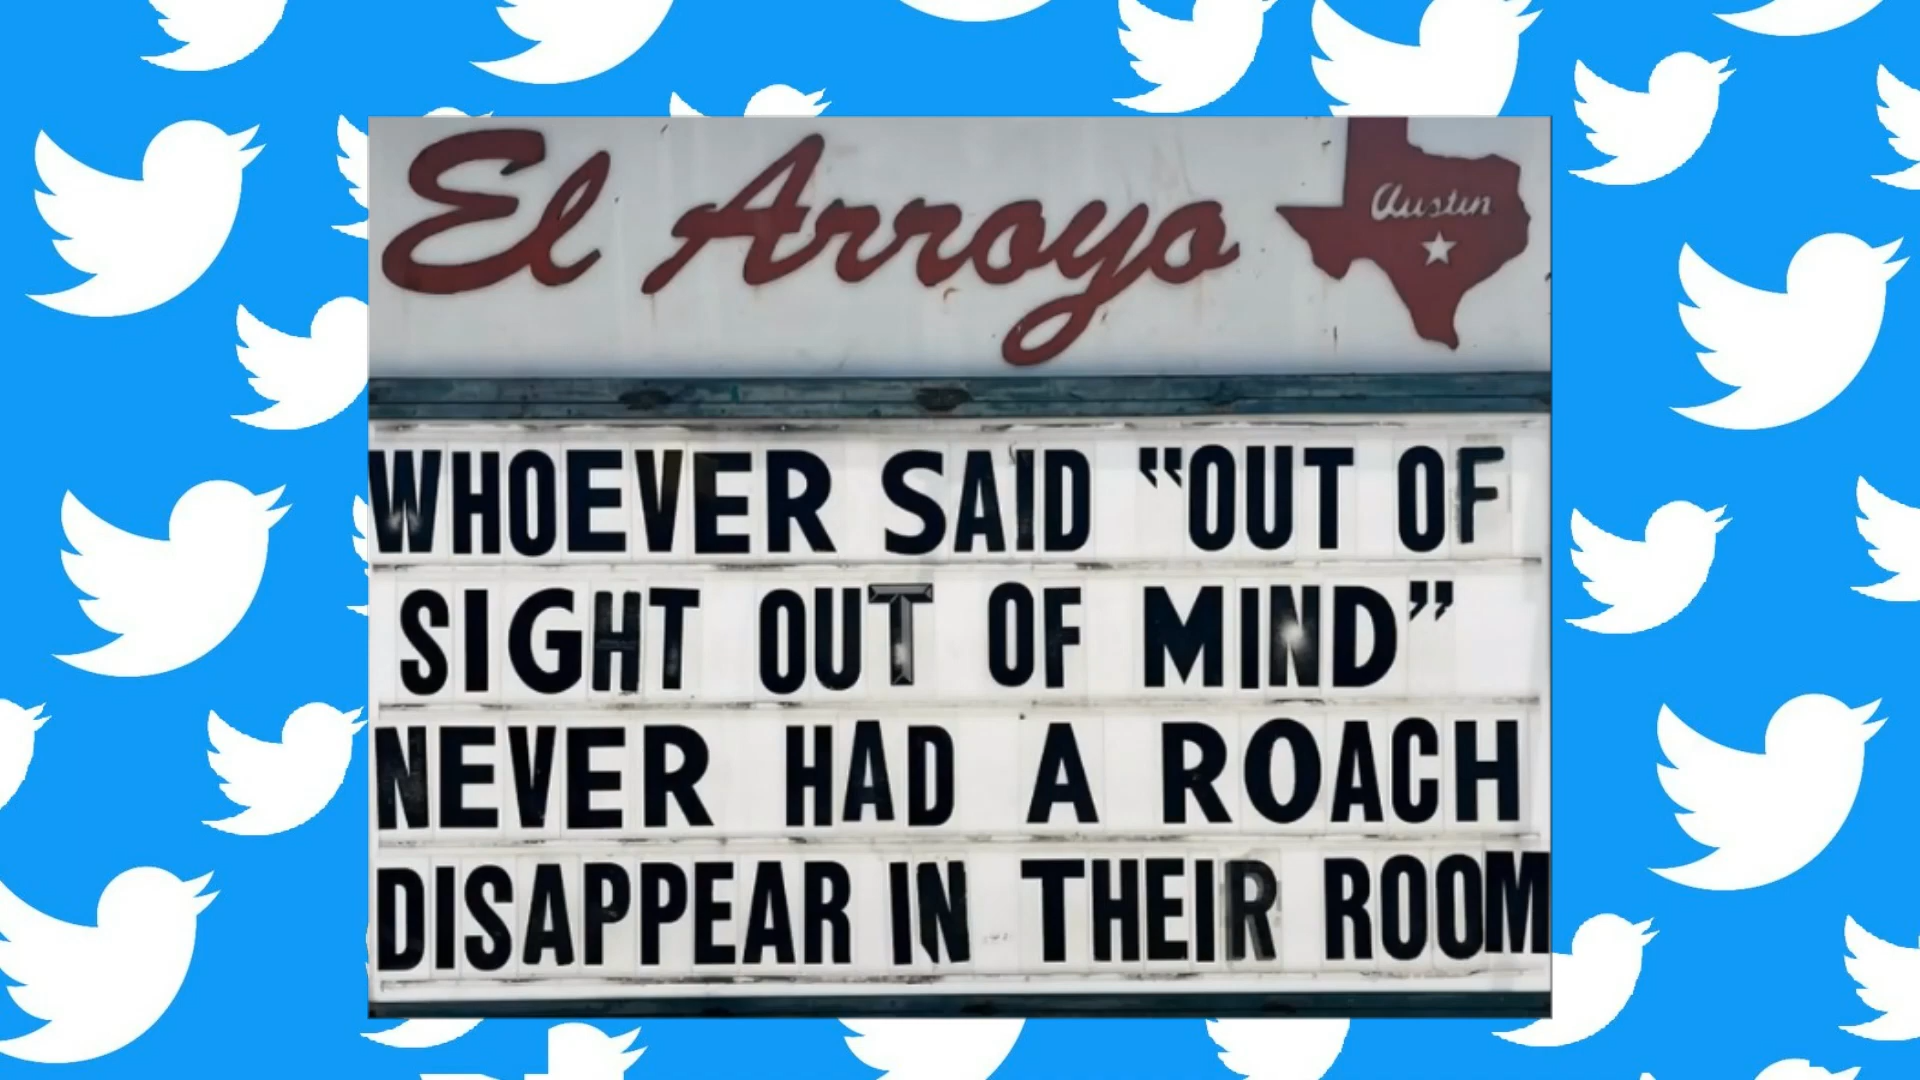 El Arroyo
Austin
WHOEVER SAID "OUT OF
SIGHT OUT OF MIND"
NEVER HAD A ROACH
DISAPPEAR IN THEIR ROOM